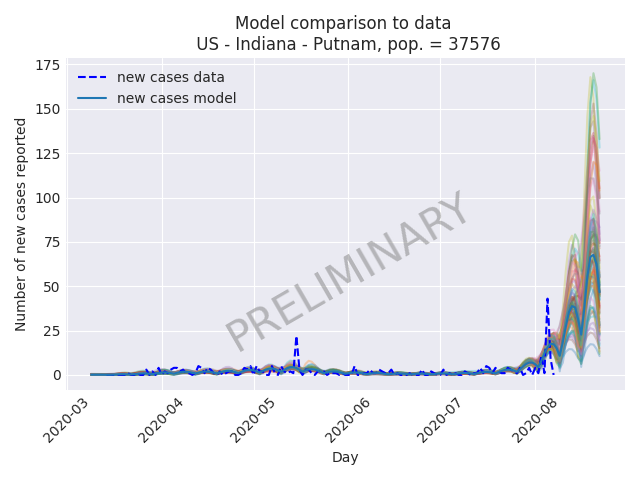 Model comparison to data
US - Indiana - Putnam, pop. = 37576
new cases data
new cases model
Number of new cases reported
175
150
125
100
75
50
25
0
PRELIMINARY
2020-03
2020-04
2020-05
2020-06
2020-07
2020-08
Day